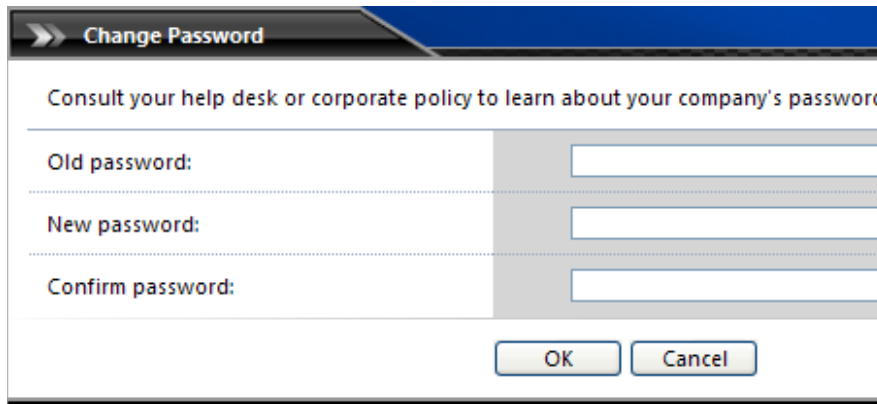 Change Password
Consult your help desk or corporate policy to learn about your company's password
Old password:
New password:
Confirm password:
OK Cancel